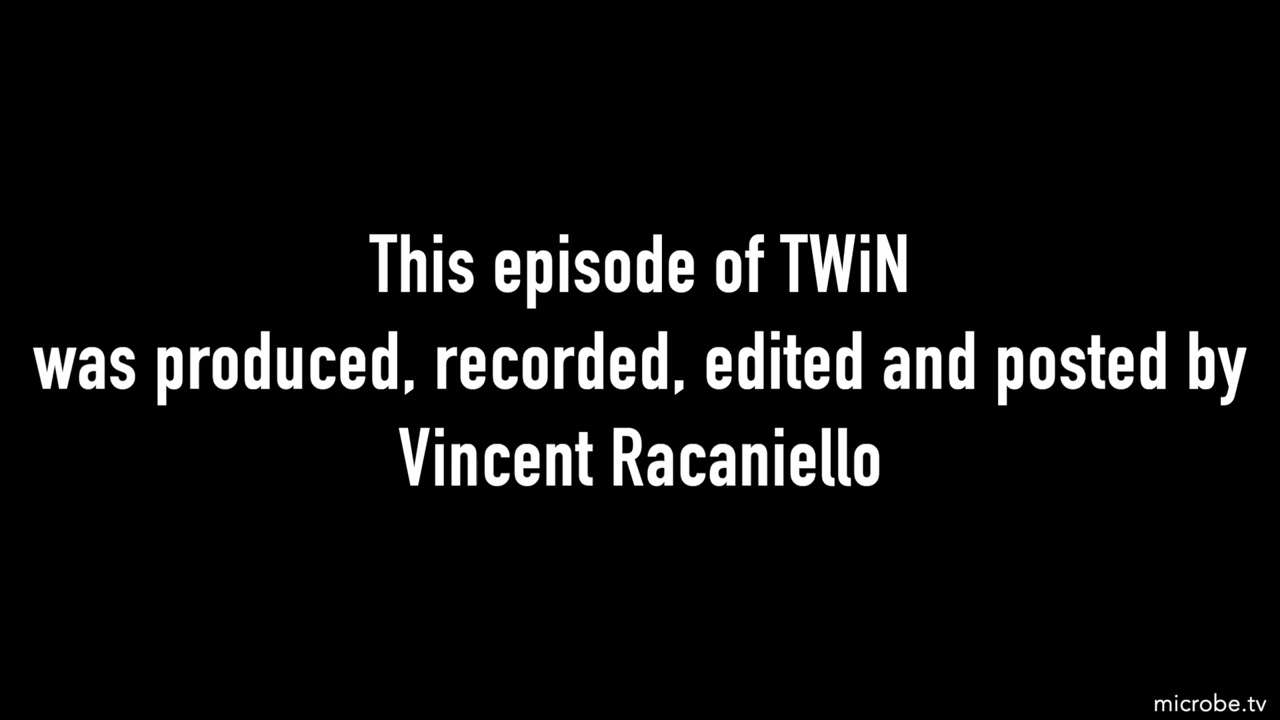 This episode of TWiN
was produced, recorded, edited and posted by
Vincent Racaniello
microbe.tv